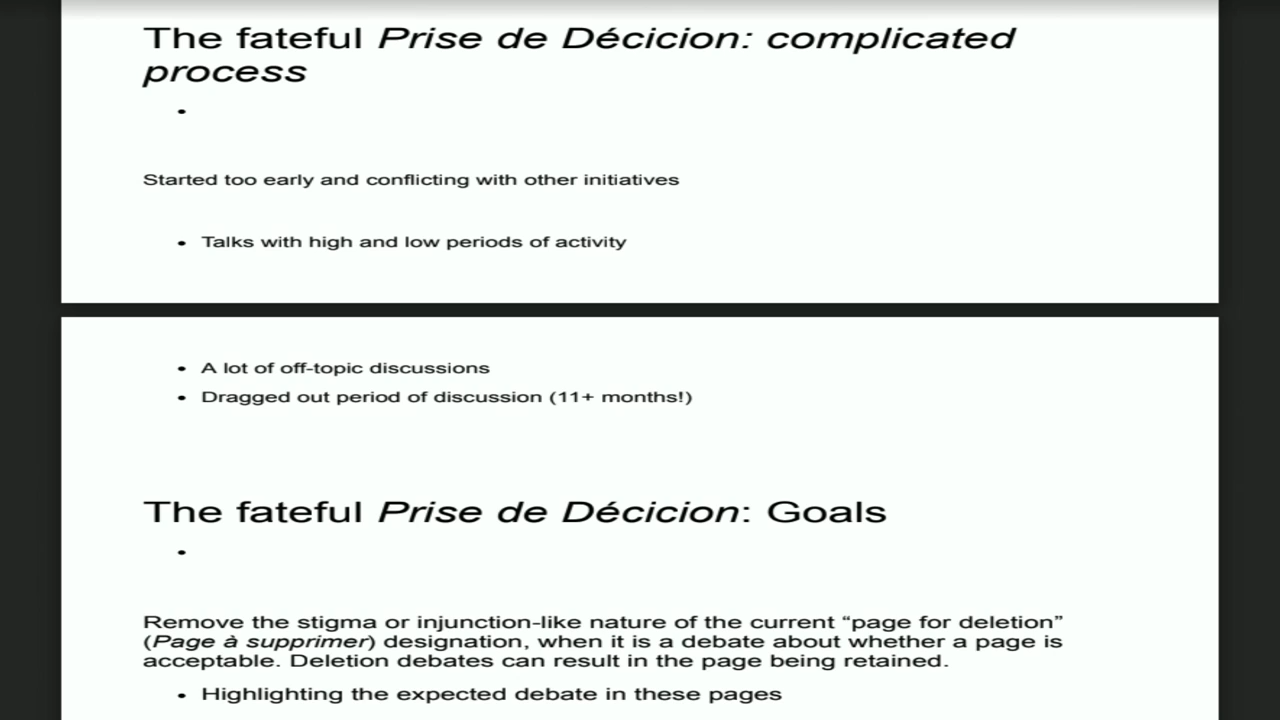 The fateful Prise de Décicion: complicated
process
•
Started too early and conflicting with other initiatives
• Talks with high and low periods of activity
• A lot of off-topic discussions
• Dragged out period of discussion (11+ months!)
The fateful Prise de Décicion: Goals
•
Remove the stigma or injunction-like nature of the current “page for deletion”
(Page à supprimer) designation, when it is a debate about whether a page is
acceptable. Deletion debates can result in the page being retained.
• Highlighting the expected debate in these pages